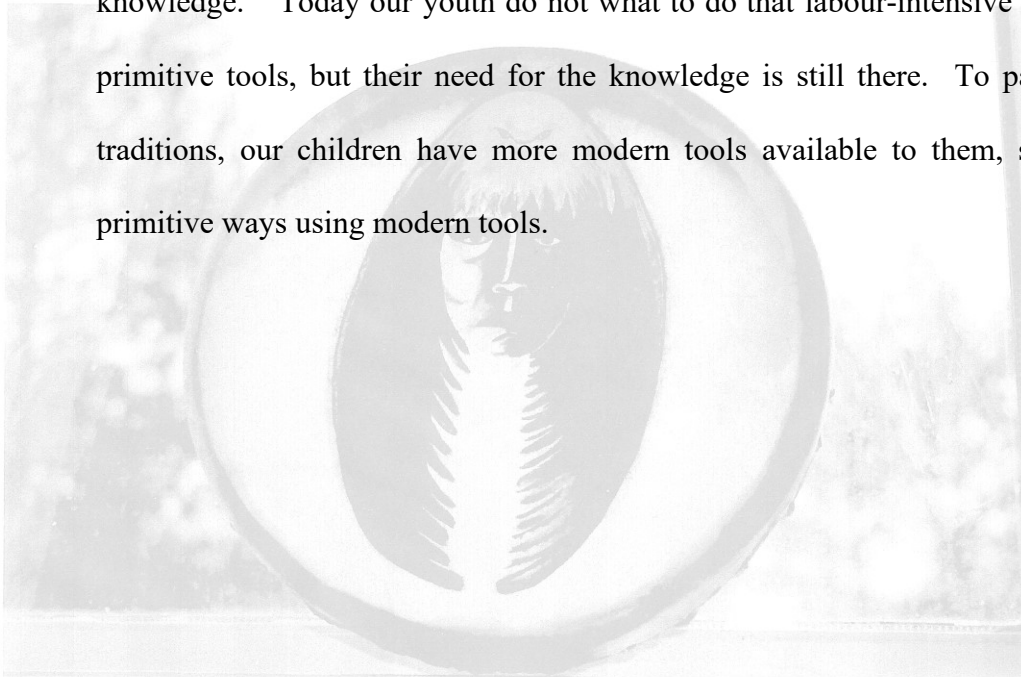 knowledge. Today our youth do not what to do that labour-intensive
primitive tools, but their need for the knowledge is still there. To
traditions, our children have more modern tools available to them,
primitive ways using modern tools.